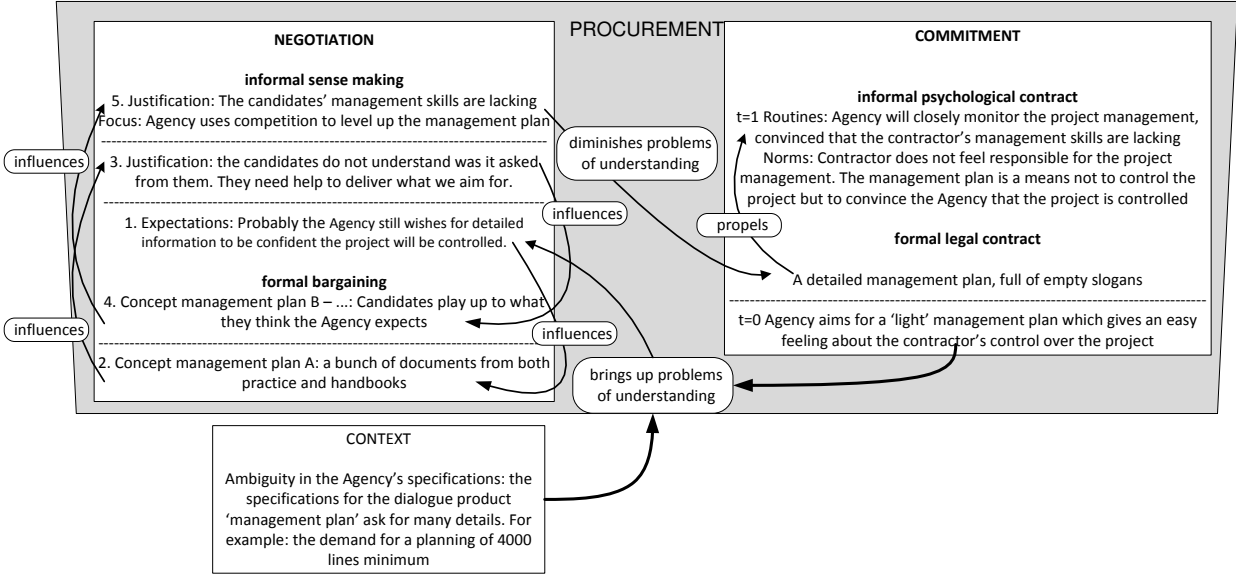 PROCUREMENT
NEGOTIATION
informal sense making
5. Justification: The candidates’ management skills are lacking
Focus: Agency uses competition to level up the management plan
3. Justification: the candidates do not understand was it asked
from them. They need help to deliver what we aim for.
1. Expectations: Probably the Agency still wishes for detailed
information to be confident the project will be controlled.
formal bargaining
4. Concept management plan B – ...: Candidates play up to what
they think the Agency expects
2. Concept management plan A: a bunch of documents from both
practice and handbooks
influences
influences
influences
influences
diminishes problems
of understanding
brings up problems
of understanding
COMMITMENT
informal psychological contract
t=1 Routines: Agency will closely monitor the project management,
convinced that the contractor’s management skills are lacking
Norms: Contractor does not feel responsible for the project
management. The management plan is a means not to control the
project but to convince the Agency that the project is controlled
propels
formal legal contract
A detailed management plan, full of empty slogans
t=0 Agency aims for a ‘light’ management plan which gives an easy
feeling about the contractor’s control over the project
CONTEXT
Ambiguity in the Agency’s specifications: the
specifications for the dialogue product
‘management plan’ ask for many details. For
example: the demand for a planning of 4000
lines minimum